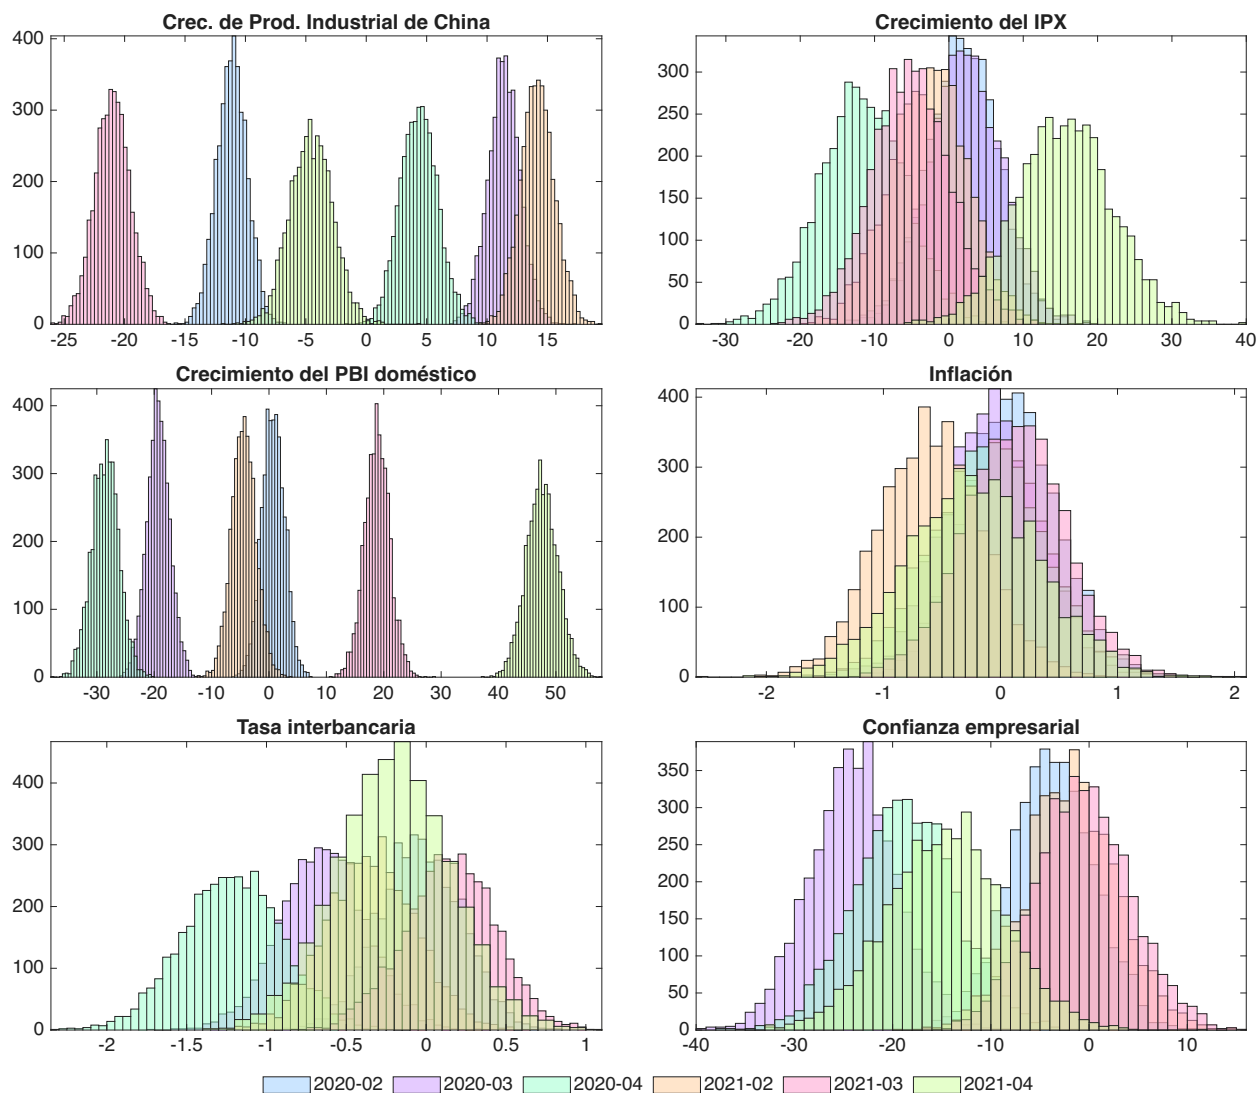 Crec. de Prod. Industrial de China
400
300
200
100
0
-25 -20 -15 -10 -5 0 5 10 15
Crecimiento del IPX
300
250
200
150
100
50
0
-30 -20 -10 0 10 20 30 40
Crecimiento del PBI doméstico
400
300
200
100
0
-30 -20 -10 0 10 20 30 40 50
Inflación
400
300
200
100
0
-2 -1 0 1 2
Tasa interbancaria
400
300
200
100
0
-2 -1.5 -1 -0.5 0 0.5 1
Confianza empresarial
350
300
250
200
150
100
50
0
-40 -30 -20 -10 0 10
2020-02 2020-03 2020-04 2021-02 2021-03 2021-04